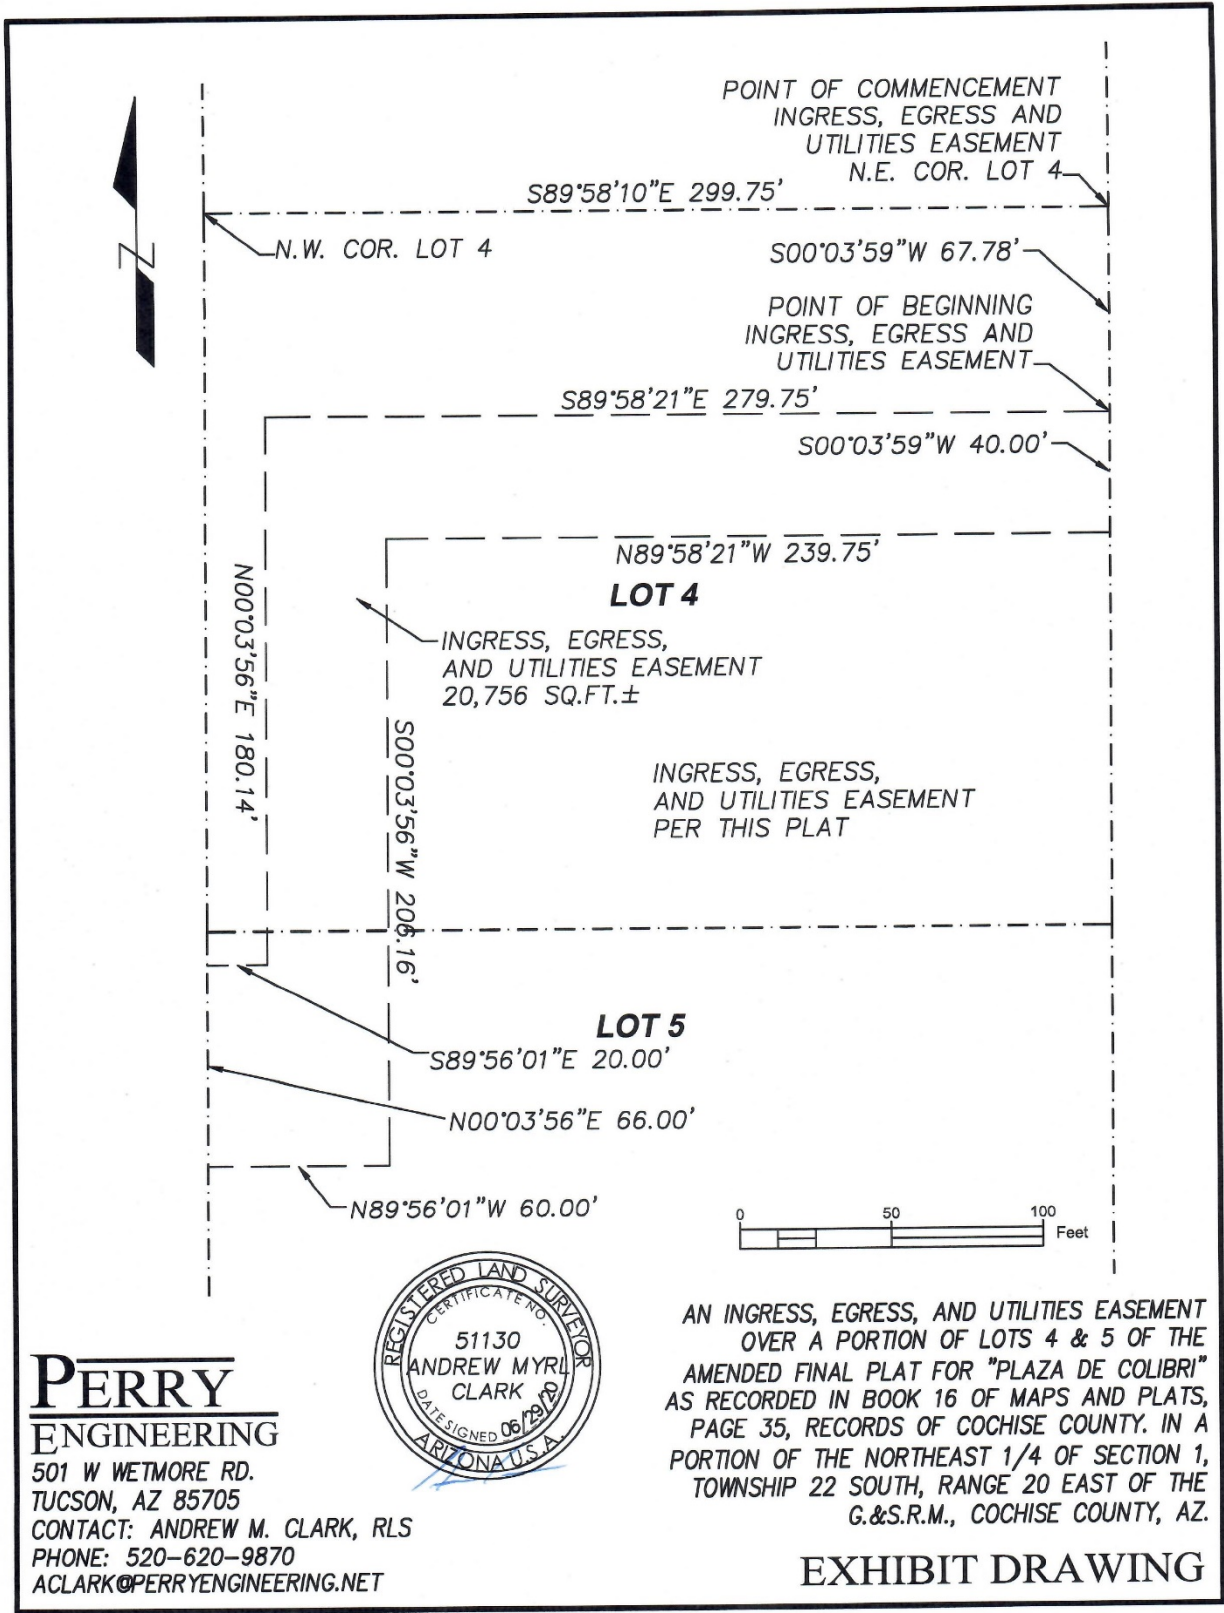 POINT OF COMMENCEMENT
INGRESS, EGRESS AND
UTILITIES EASEMENT
N.E. COR. LOT 4
S89°58'10"E 299.75'
N
N.W. COR. LOT 4
S00°03'59"W 67.78'
POINT OF BEGINNING
INGRESS, EGRESS AND
UTILITIES EASEMENT
S89°58'21"E 279.75'
S00°03'59"W 40.00'
N89°58'21"W 239.75'
LOT 4
N00°03'56"E 180.14'
INGRESS, EGRESS,
AND UTILITIES EASEMENT
20,756 SQ.FT.±
S00°03'56"W 206.16'
INGRESS, EGRESS,
AND UTILITIES EASEMENT
PER THIS PLAT
LOT 5
S89°56'01"E 20.00'
N00°03'56"E 66.00'
N89°56'01"W 60.00'
0 50 100
Feet
REGISTERED LAND SURVEYOR
CERTIFICATE NO.
51130
ANDREW MYRL
CLARK
DATE SIGNED 06/29/20
ARIZONA U.S.A.
AN INGRESS, EGRESS, AND UTILITIES EASEMENT
OVER A PORTION OF LOTS 4 & 5 OF THE
AMENDED FINAL PLAT FOR "PLAZA DE COLIBRI"
AS RECORDED IN BOOK 16 OF MAPS AND PLATS,
PAGE 35, RECORDS OF COCHISE COUNTY. IN A
PORTION OF THE NORTHEAST 1/4 OF SECTION 1,
TOWNSHIP 22 SOUTH, RANGE 20 EAST OF THE
G.&S.R.M., COCHISE COUNTY, AZ.
PERRY
ENGINEERING
501 W WETMORE RD.
TUCSON, AZ 85705
CONTACT: ANDREW M. CLARK, RLS
PHONE: 520-620-9870
ACLARK@PERRYENGINEERING.NET
EXHIBIT DRAWING